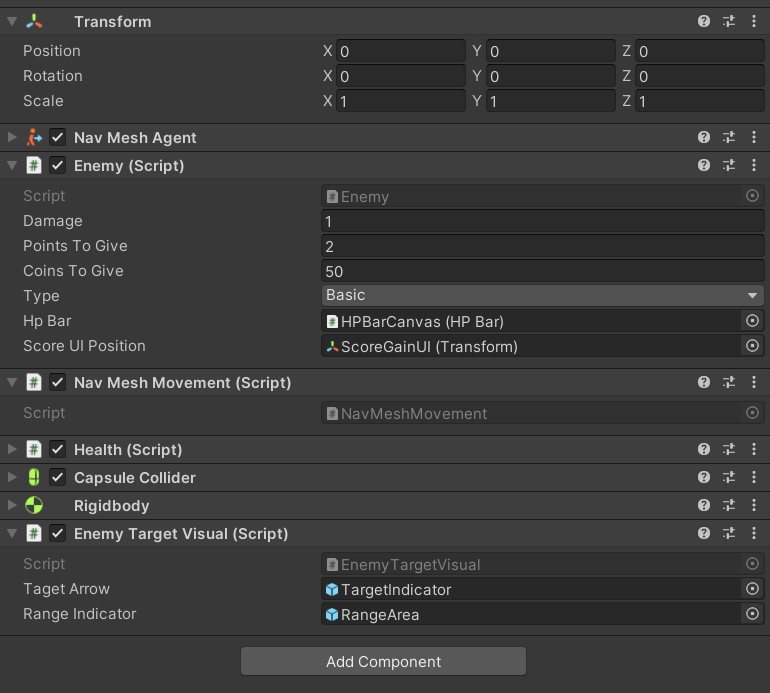 Transform
Position X 0 Y 0 Z 0
Rotation X 0 Y 0 Z 0
Scale X 1 Y 1 Z 1
Nav Mesh Agent
Enemy (Script)
Script Enemy
Damage 1
Points To Give 2
Coins To Give 50
Type Basic
Hp Bar HPBarCanvas (HP Bar)
Score UI Position ScoreGainUI (Transform)
Nav Mesh Movement (Script)
Script NavMeshMovement
Health (Script)
Capsule Collider
Rigidbody
Enemy Target Visual (Script)
Script EnemyTargetVisual
Taget Arrow TargetIndicator
Range Indicator RangeArea
Add Component